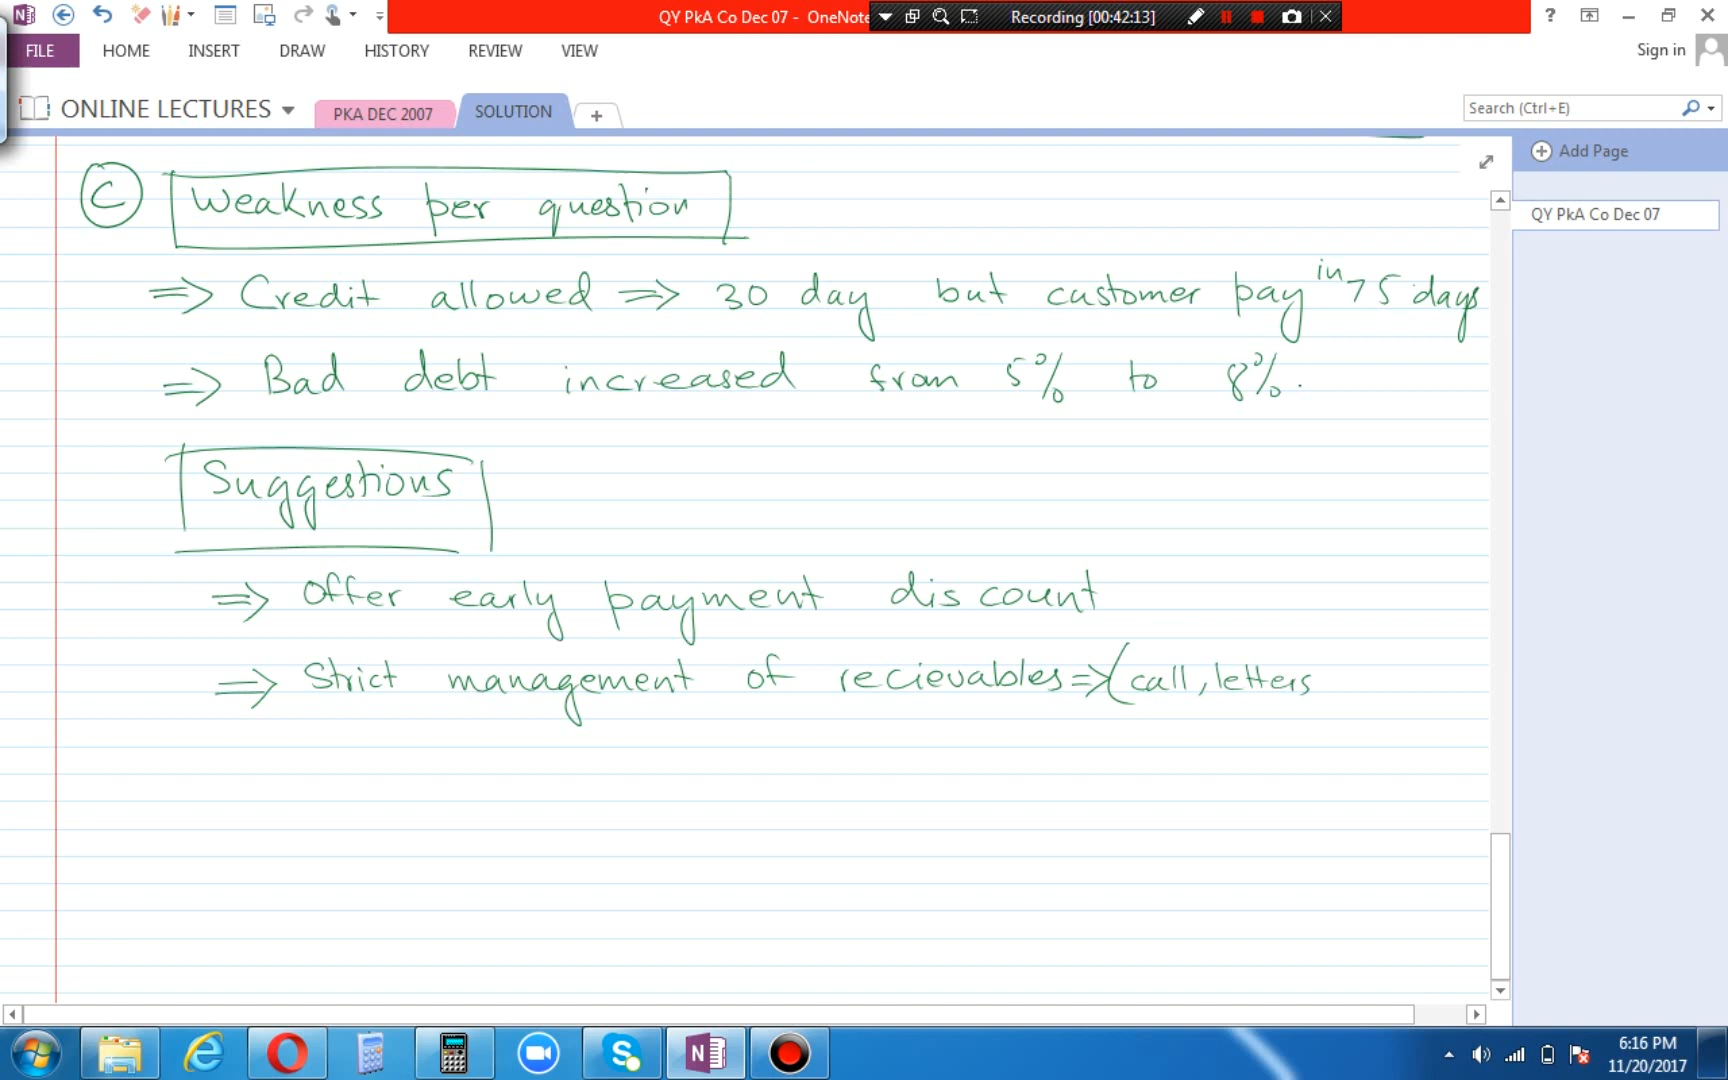 QY PkA Co Dec 07 - OneNote
Recording [00:42:13]
FILE HOME INSERT DRAW HISTORY REVIEW VIEW
Sign in
ONLINE LECTURES PKA DEC 2007 SOLUTION
Search (Ctrl+E)
Add Page
QY PkA Co Dec 07
C Weakness per question
=> Credit allowed => 30 day but customer pay in 75 days
=> Bad debt increased from 5% to 8%.
Suggestions
=> Offer early payment discount
=> Strict management of recievables => (call, letters
6:16 PM
11/20/2017